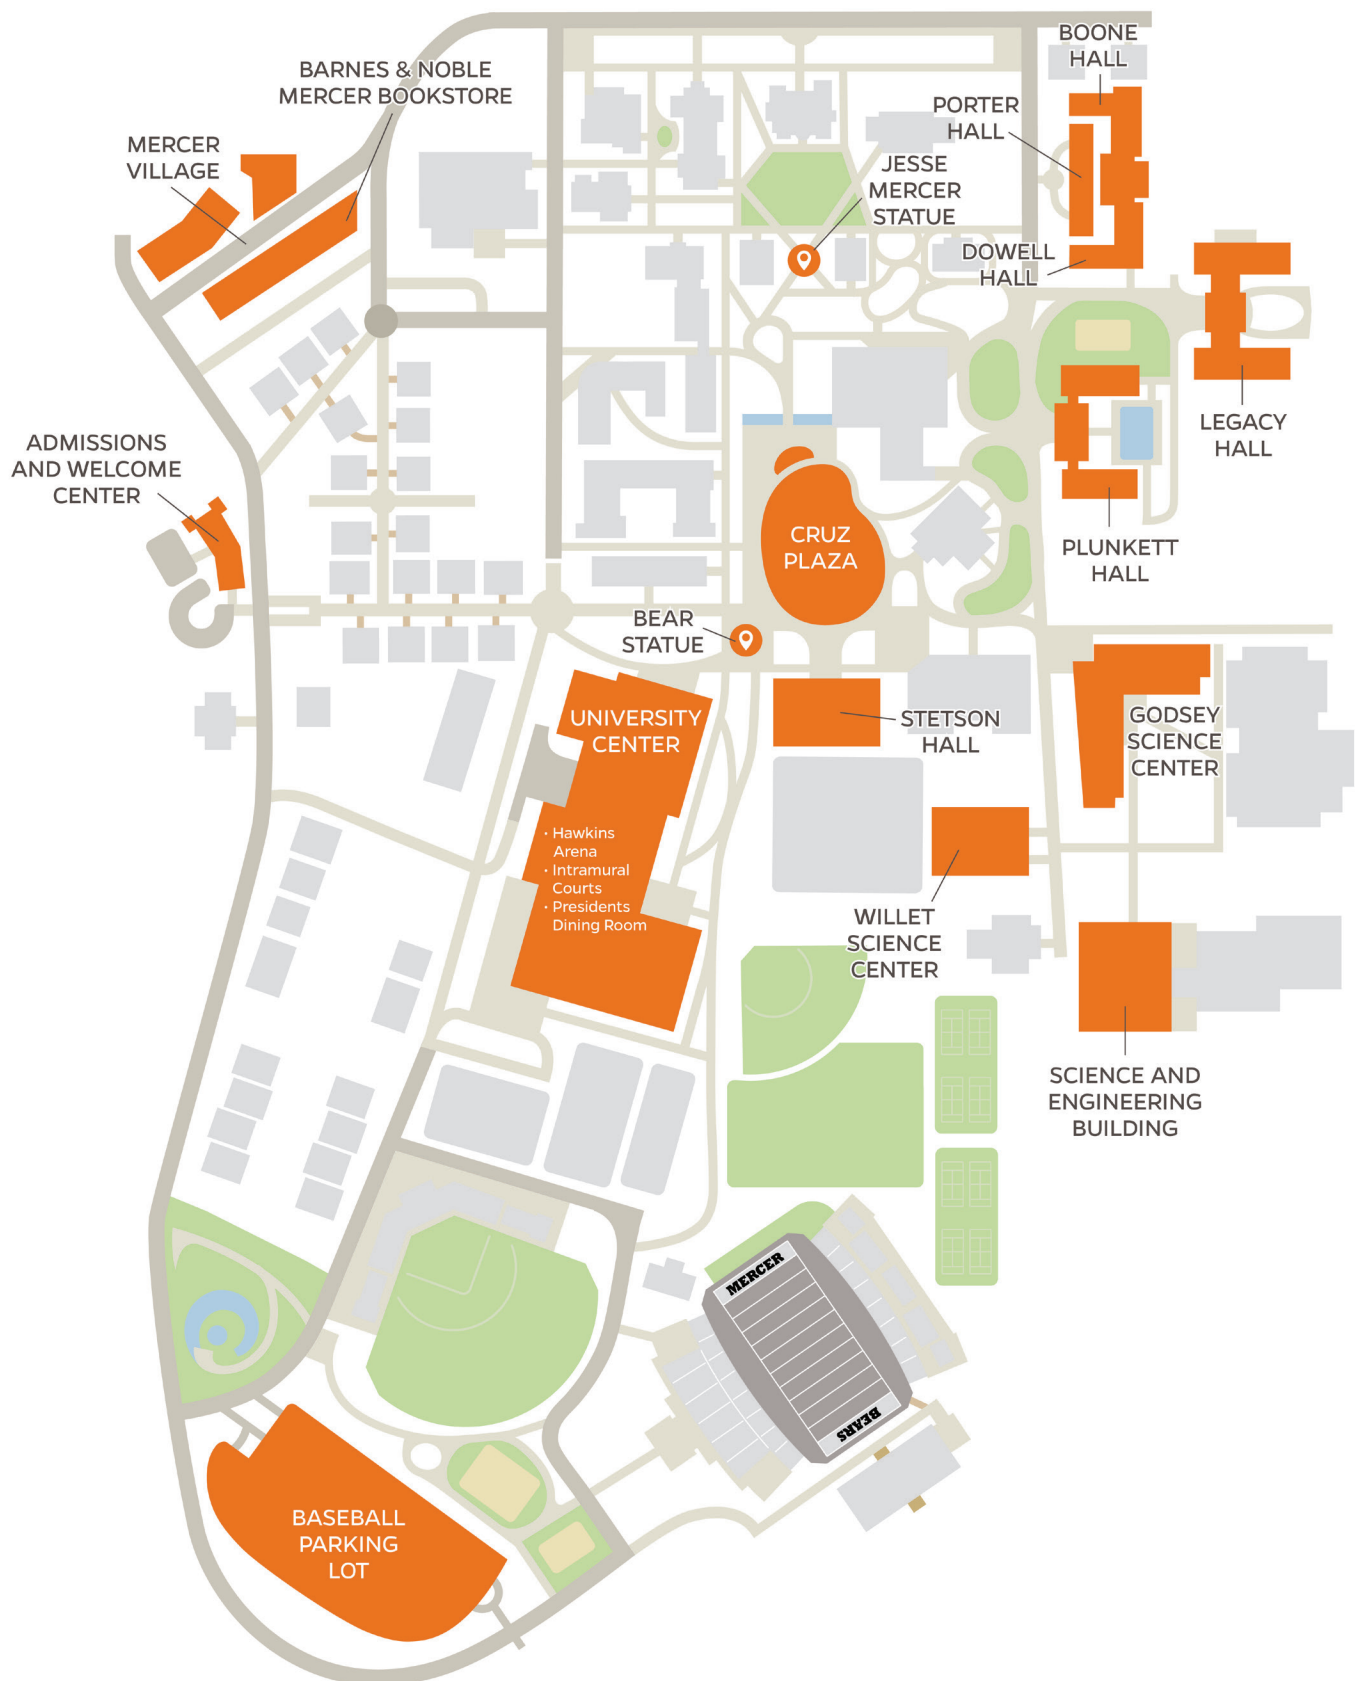 BOONE
HALL
BARNES & NOBLE
MERCER BOOKSTORE
PORTER
HALL
MERCER
VILLAGE
JESSE
MERCER
STATUE
DOWELL
HALL
LEGACY
HALL
ADMISSIONS
AND WELCOME
CENTER
CRUZ
PLAZA
PLUNKETT
HALL
BEAR
STATUE
UNIVERSITY
CENTER
STETSON
HALL
GODSEY
SCIENCE
CENTER
• Hawkins
Arena
• Intramural
Courts
• Presidents
Dining Room
WILLET
SCIENCE
CENTER
SCIENCE AND
ENGINEERING
BUILDING
MERCER
BEARS
BASEBALL
PARKING
LOT